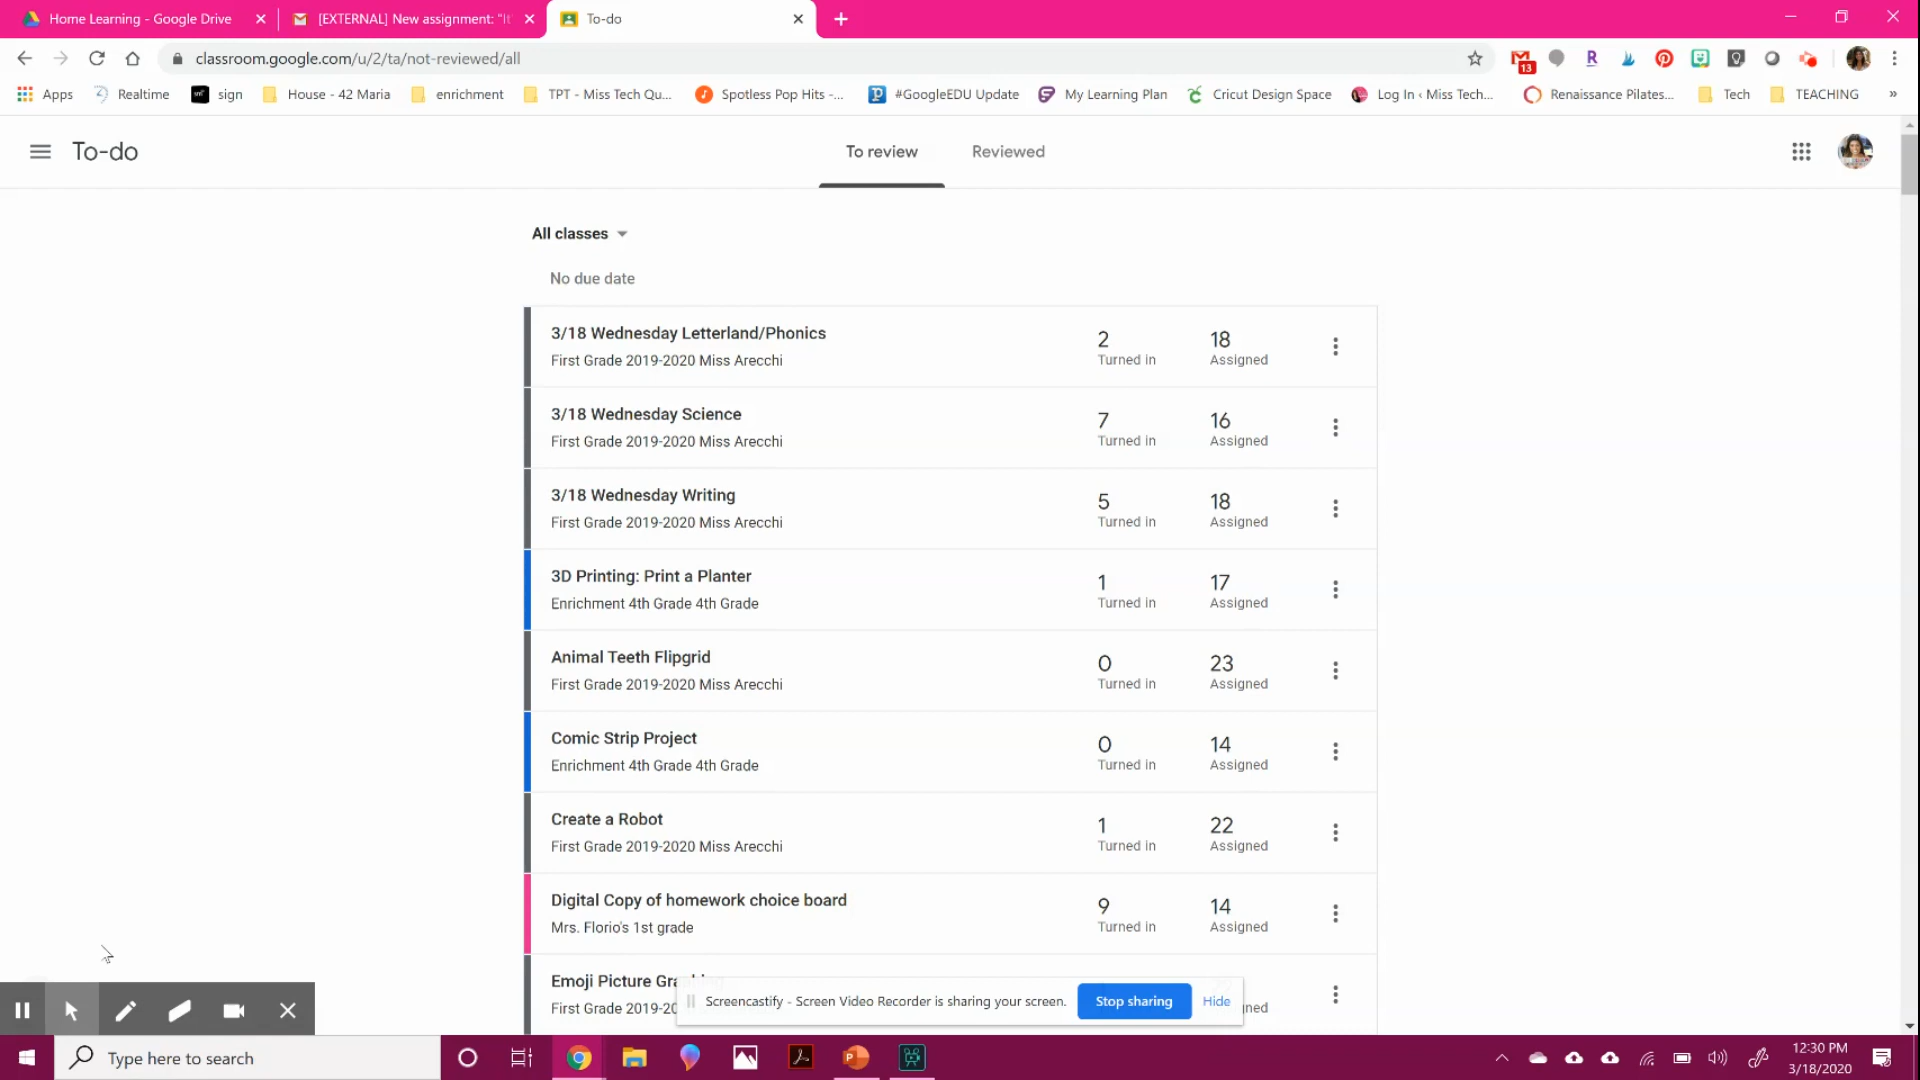 Home Learning - Google Drive
[EXTERNAL] New assignment: "It'
To-do
classroom.google.com/u/2/ta/not-reviewed/all
13
R
Apps
Realtime
sign
House - 42 Maria
enrichment
TPT - Miss Tech Qu...
Spotless Pop Hits -...
#GoogleEDU Update
My Learning Plan
Cricut Design Space
Log In ‹ Miss Tech...
Renaissance Pilates...
Tech
TEACHING
»
To-do
To review
Reviewed
All classes
No due date
3/18 Wednesday Letterland/Phonics
First Grade 2019-2020 Miss Arecchi
2
Turned in
18
Assigned
3/18 Wednesday Science
First Grade 2019-2020 Miss Arecchi
7
Turned in
16
Assigned
3/18 Wednesday Writing
First Grade 2019-2020 Miss Arecchi
5
Turned in
18
Assigned
3D Printing: Print a Planter
Enrichment 4th Grade 4th Grade
1
Turned in
17
Assigned
Animal Teeth Flipgrid
First Grade 2019-2020 Miss Arecchi
0
Turned in
23
Assigned
Comic Strip Project
Enrichment 4th Grade 4th Grade
0
Turned in
14
Assigned
Create a Robot
First Grade 2019-2020 Miss Arecchi
1
Turned in
22
Assigned
Digital Copy of homework choice board
Mrs. Florio's 1st grade
9
Turned in
14
Assigned
Emoji Picture
First Grade
Screencastify - Screen Video Recorder is sharing your screen.
Stop sharing
Hide
Type here to search
12:30 PM
3/18/2020